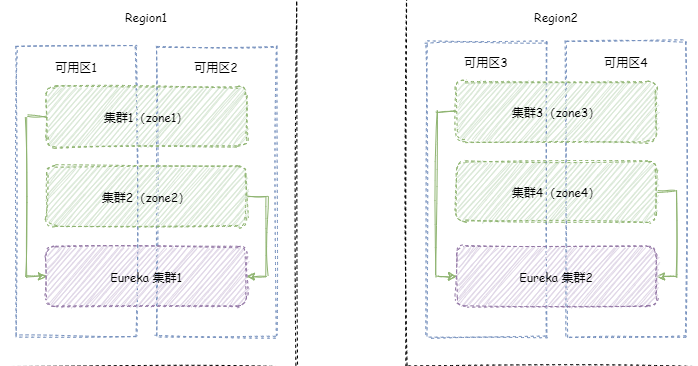 Region1
可用区1
可用区2
集群1（zone1）
集群2（zone2）
Eureka 集群1
Region2
可用区3
可用区4
集群3（zone3）
集群4（zone4）
Eureka 集群2